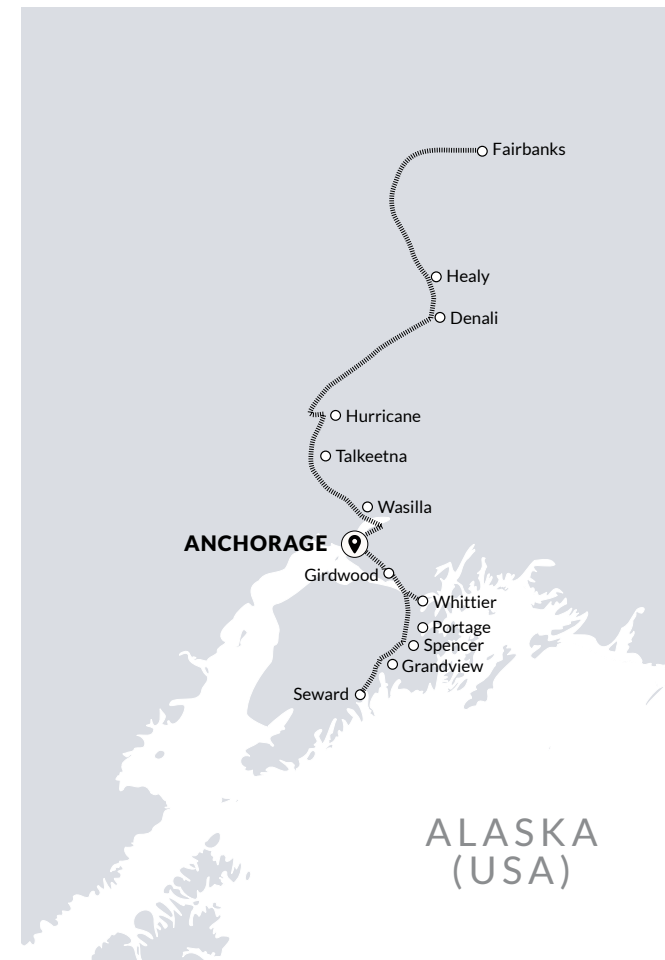 Fairbanks
Healy
Denali
Hurricane
Talkeetna
Wasilla
ANCHORAGE
Girdwood
Whittier
Portage
Spencer
Grandview
Seward
ALASKA
(USA)